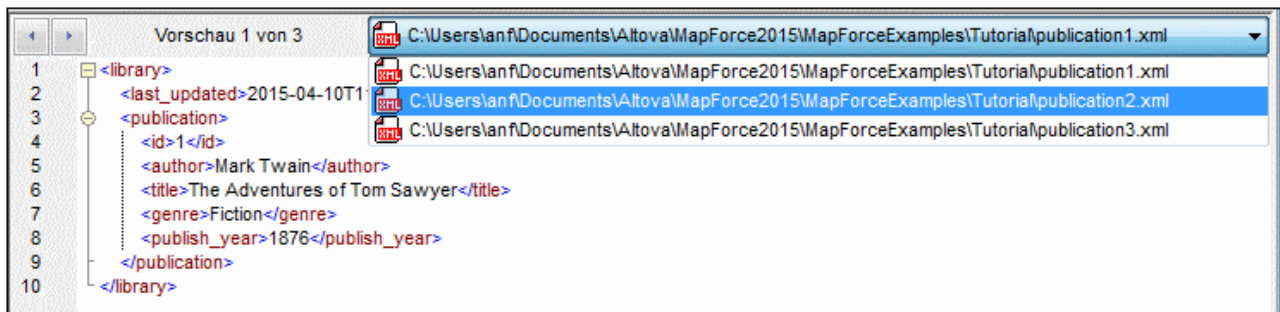 Vorschau 1 von 3 C:\Users\anf\Documents\Altova\MapForce2015\MapForceExamples\Tutorial\publication1.xml
C:\Users\anf\Documents\Altova\MapForce2015\MapForceExamples\Tutorial\publication1.xml
C:\Users\anf\Documents\Altova\MapForce2015\MapForceExamples\Tutorial\publication2.xml
C:\Users\anf\Documents\Altova\MapForce2015\MapForceExamples\Tutorial\publication3.xml
1 <library>
2 <last_updated>2015-04-10T1
3 <publication>
4 <id>1</id>
5 <author>Mark Twain</author>
6 <title>The Adventures of Tom Sawyer</title>
7 <genre>Fiction</genre>
8 <publish_year>1876</publish_year>
9 </publication>
10 </library>